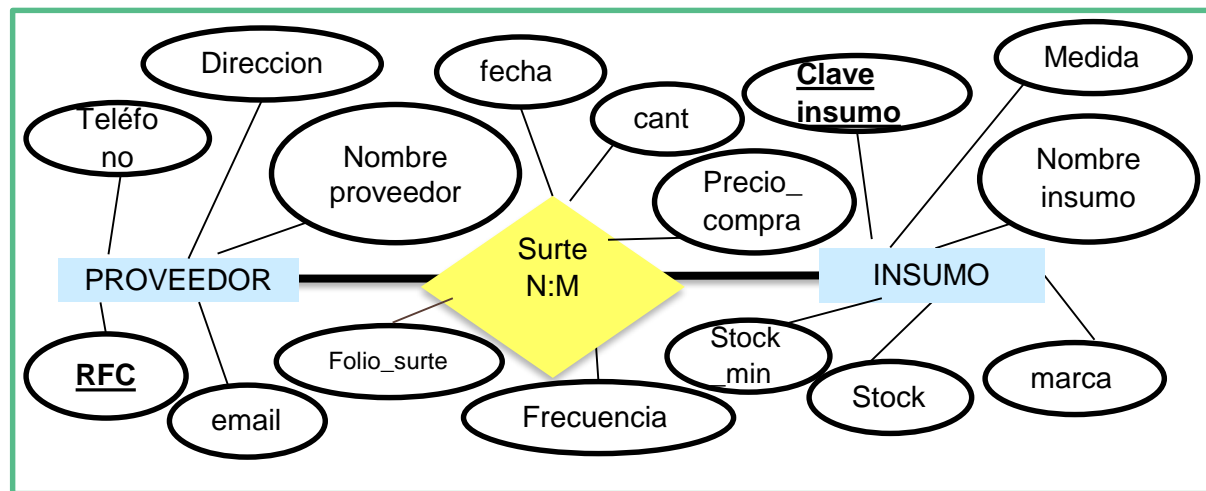 Direccion
fecha
Clave
insumo
Medida
Teléfo
no
cant
Nombre
proveedor
Nombre
insumo
Precio_
compra
PROVEEDOR
Surte
N:M
INSUMO
RFC
email
Folio_surte
Frecuencia
Stock
_min
Stock
marca